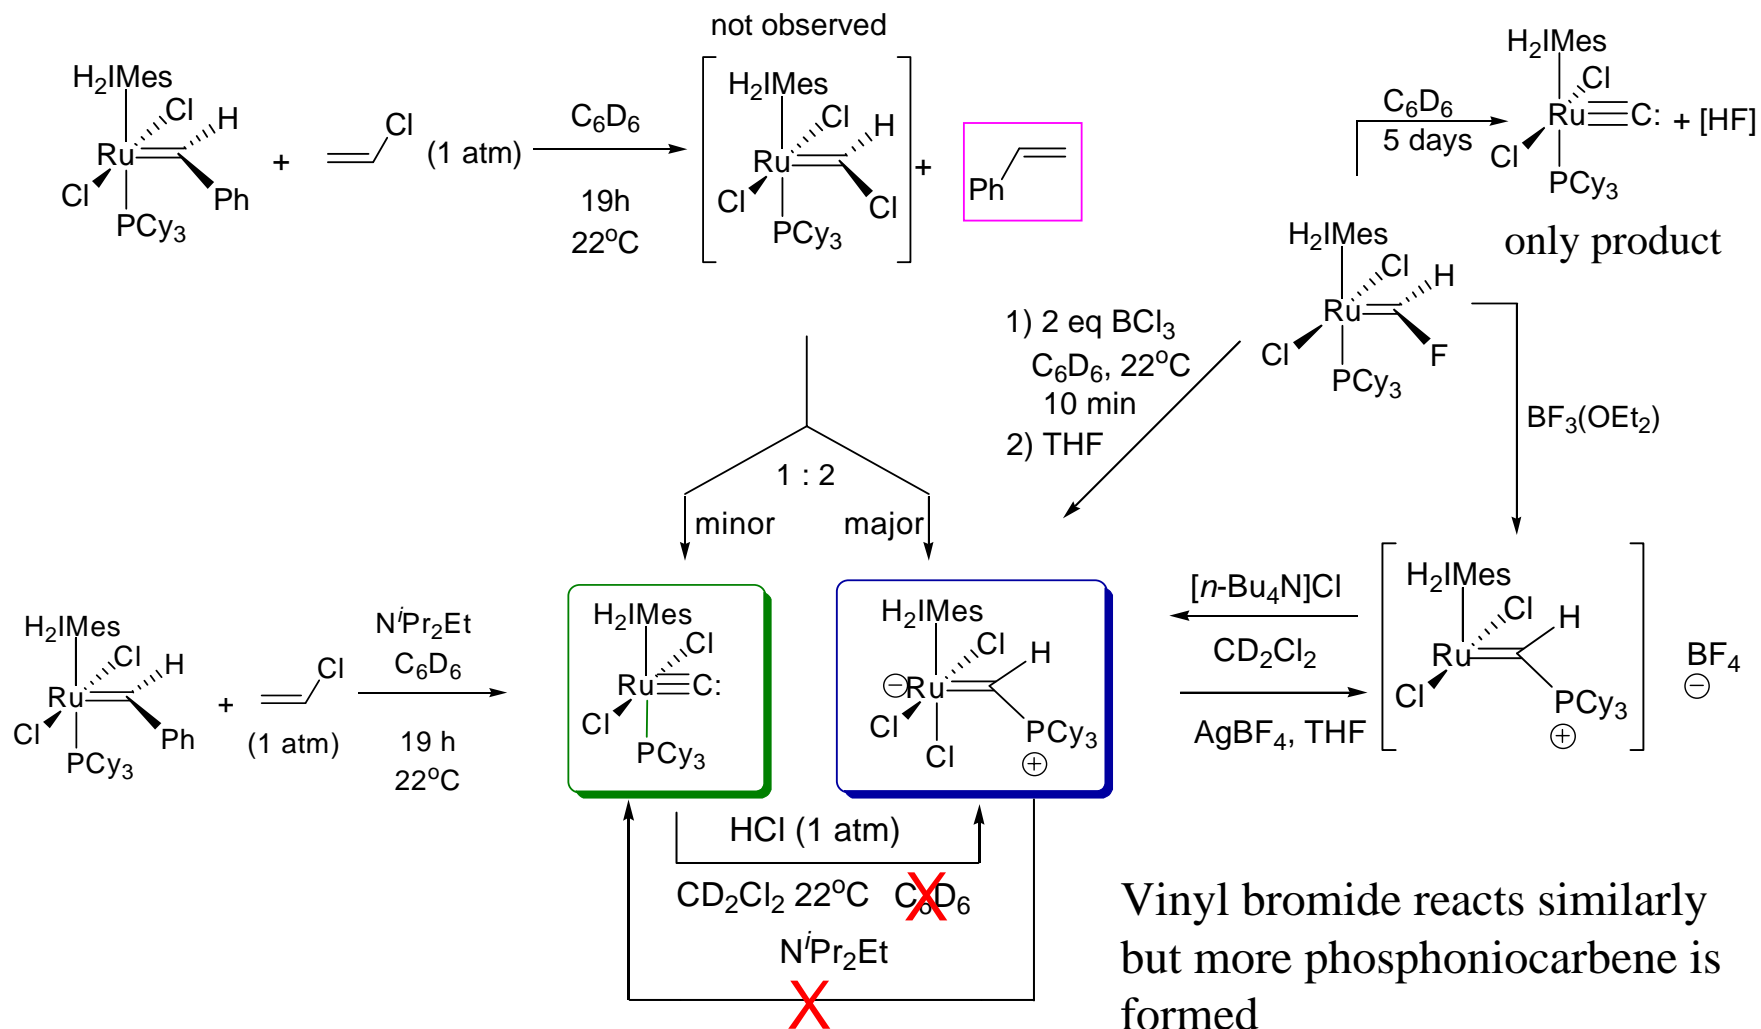 not observed
H2IMes
Cl
H
Ru
Cl
Ph
PCy3
+
Cl
(1 atm)
C6D6
19h
22°C
H2IMes
Cl
H
Ru
Cl
Cl
PCy3
+
Ph
C6D6
5 days
H2IMes
Cl
Ru≡C:
Cl
PCy3
+ [HF]
only product
H2IMes
Cl
H
Ru
Cl
F
PCy3
1) 2 eq BCl3
C6D6, 22°C
10 min
2) THF
BF3(OEt2)
1 : 2
minor
major
H2IMes
Cl
H
Ru
Cl
Ph
PCy3
+
Cl
(1 atm)
NiPr2Et
C6D6
19 h
22°C
H2IMes
Cl
Ru≡C:
Cl
PCy3
H2IMes
Cl
H
⊖Ru
Cl
Cl
PCy3
⊕
[n-Bu4N]Cl
CD2Cl2
AgBF4, THF
H2IMes
Cl
H
Ru
Cl
PCy3
⊕
BF4
⊖
HCl (1 atm)
CD2Cl2 22°C C6D6
X
NiPr2Et
X
Vinyl bromide reacts similarly
but more phosphoniocarbene is
formed